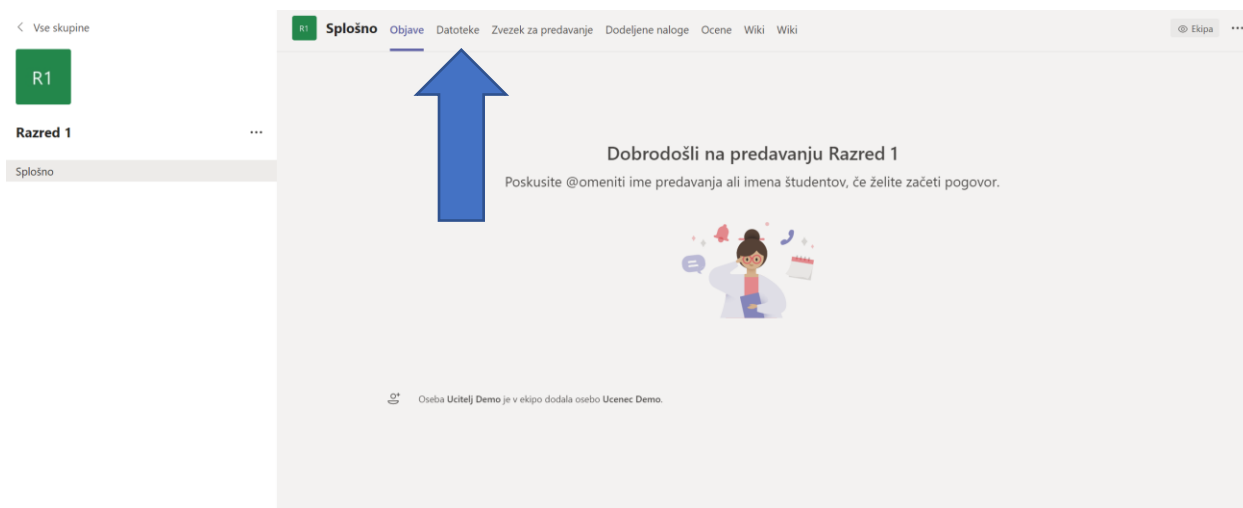 Vse skupine
R1
Razred 1
Splošno
R1 Splošno Objave Datoteke Zvezek za predavanje Dodeljene naloge Ocene Wiki Wiki Ekipa
Dobrodošli na predavanju Razred 1
Poskusite @omeniti ime predavanja ali imena študentov, če želite začeti pogovor.
Oseba Ucitelj Demo je v ekipo dodala osebo Ucenec Demo.